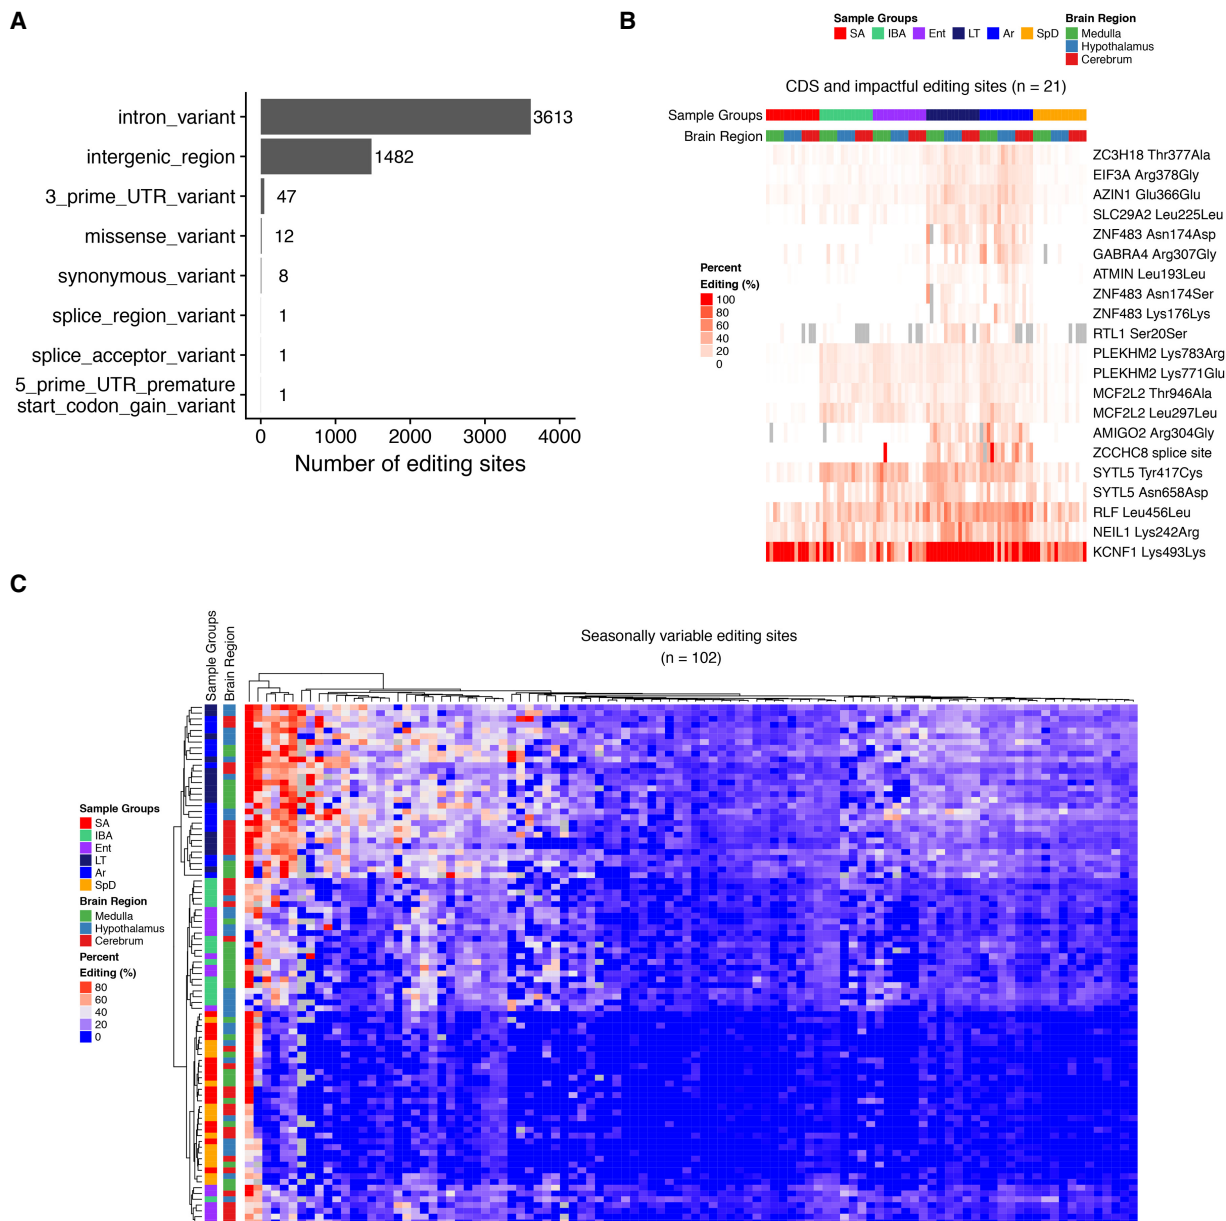 A
intron_variant
3613
intergenic_region
1482
3_prime_UTR_variant
47
missense_variant
12
synonymous_variant
8
splice_region_variant
1
splice_acceptor_variant
1
5_prime_UTR_premature
start_codon_gain_variant
1
0 1000 2000 3000 4000
Number of editing sites
B
Sample Groups
SA IBA Ent LT Ar SpD
Brain Region
Medulla
Hypothalamus
Cerebrum
CDS and impactful editing sites (n = 21)
Sample Groups
Brain Region
Percent
Editing (%)
100
80
60
40
20
0
ZC3H18 Thr377Ala
EIF3A Arg378Gly
AZIN1 Glu366Glu
SLC29A2 Leu225Leu
ZNF483 Asn174Asp
GABRA4 Arg307Gly
ATMIN Leu193Leu
ZNF483 Asn174Ser
ZNF483 Lys176Lys
RTL1 Ser20Ser
PLEKHM2 Lys783Arg
PLEKHM2 Lys771Glu
MCF2L2 Thr946Ala
MCF2L2 Leu297Leu
AMIGO2 Arg304Gly
ZCCHC8 splice site
SYTL5 Tyr417Cys
SYTL5 Asn658Asp
RLF Leu456Leu
NEIL1 Lys242Arg
KCNF1 Lys493Lys
C
Sample Groups
Brain Region
Seasonally variable editing sites
(n = 102)
Sample Groups
SA
IBA
Ent
LT
Ar
SpD
Brain Region
Medulla
Hypothalamus
Cerebrum
Percent
Editing (%)
80
60
40
20
0